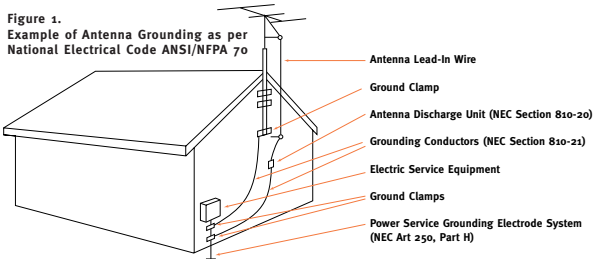 Figure 1.
Example of Antenna Grounding as per
National Electrical Code ANSI/NFPA 70
Antenna Lead-In Wire
Ground Clamp
Antenna Discharge Unit (NEC Section 810-20)
Grounding Conductors (NEC Section 810-21)
Electric Service Equipment
Ground Clamps
Power Service Grounding Electrode System
(NEC Art 250, Part H)